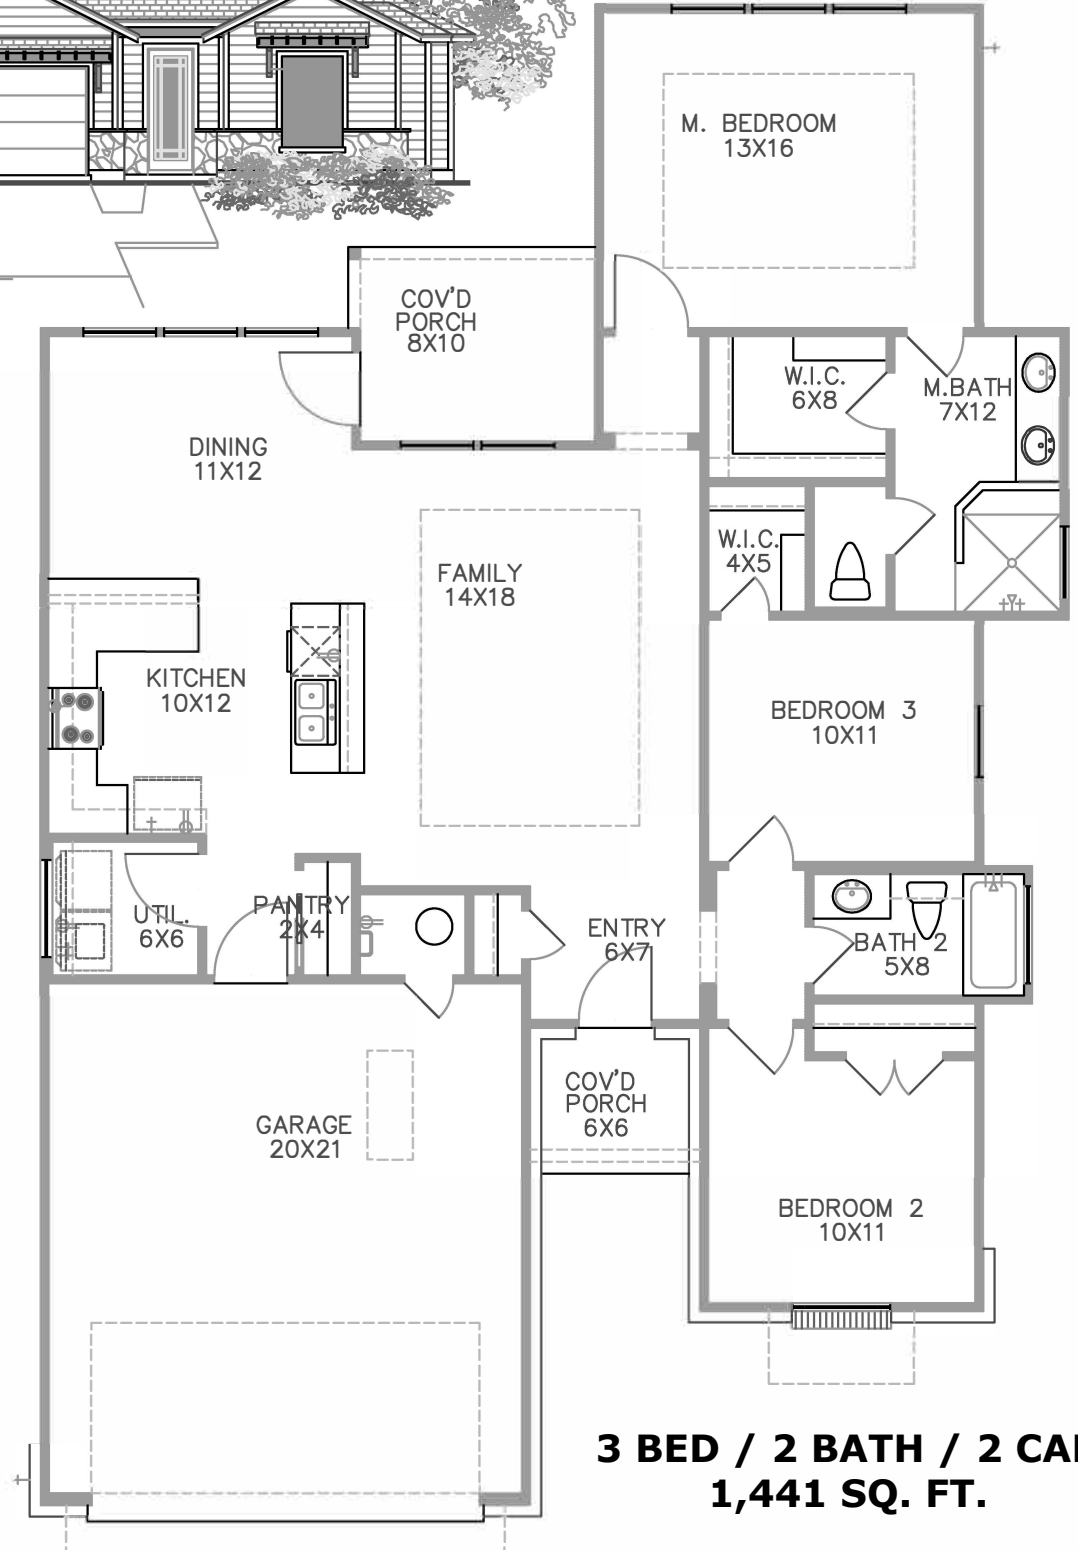 M. BEDROOM
13X16
COV'D
PORCH
8X10
W.I.C.
6X8
M.BATH
7X12
DINING
11X12
W.I.C.
4X5
FAMILY
14X18
KITCHEN
10X12
BEDROOM 3
10X11
UTIL.
6X6
PANTRY
2X4
ENTRY
6X7
BATH 2
5X8
COV'D
PORCH
6X6
GARAGE
20X21
BEDROOM 2
10X11
3 BED / 2 BATH / 2 CA
1,441 SQ. FT.